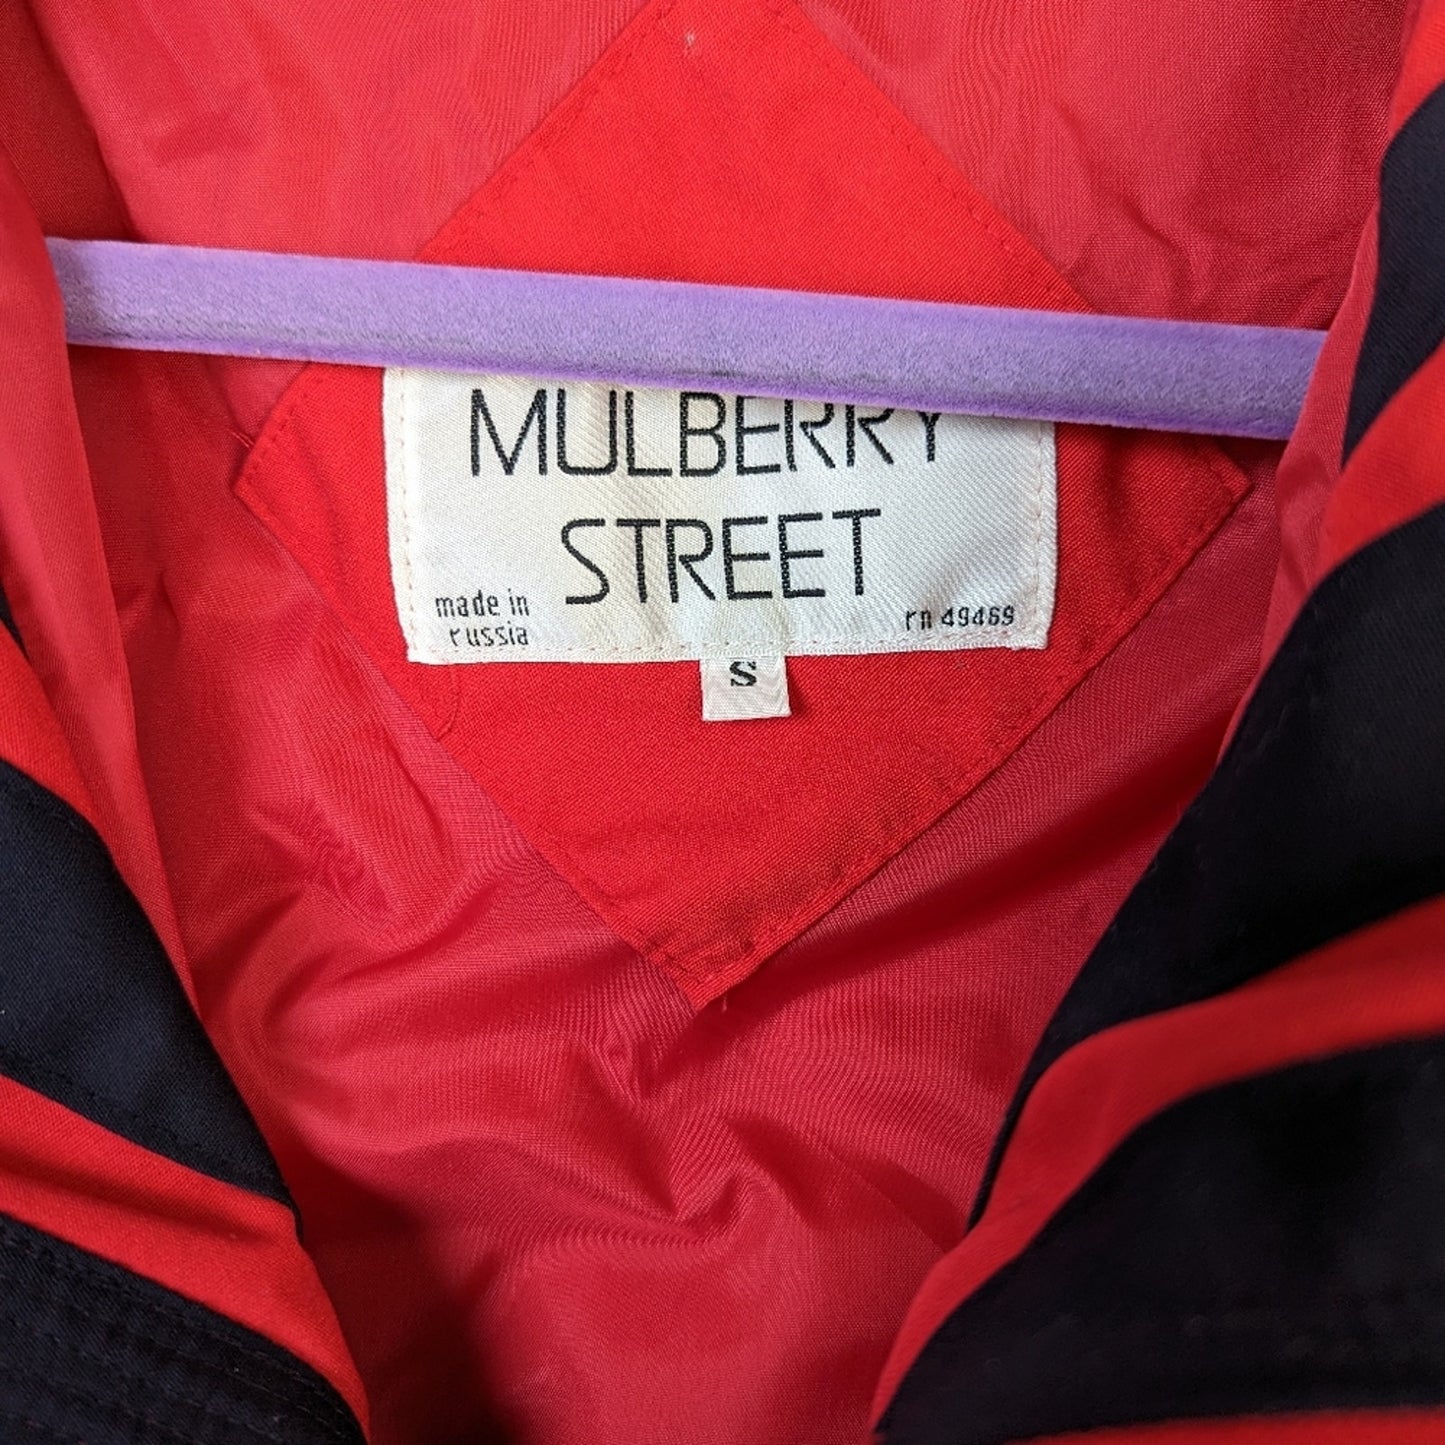 MULBERRY
STREET
made in
russia
rn 49469
S